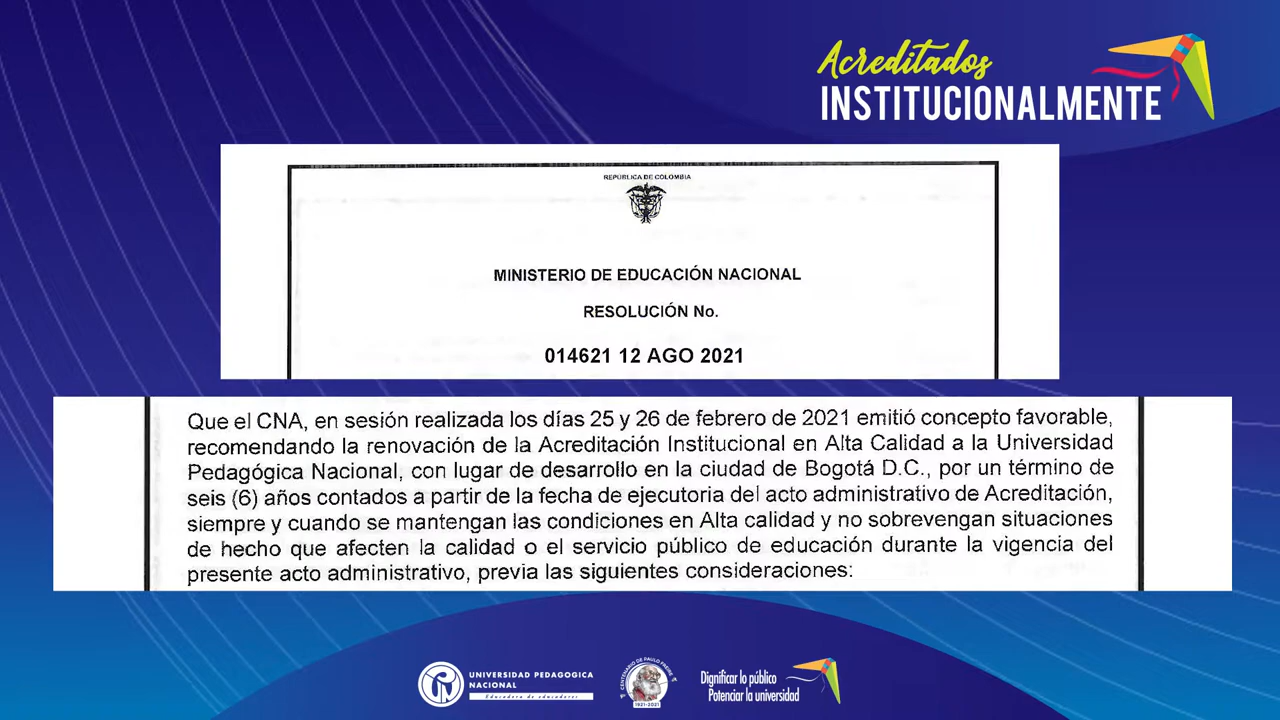 Acreditados
INSTITUCIONALMENTE
REPÚBLICA DE COLOMBIA
MINISTERIO DE EDUCACIÓN NACIONAL
RESOLUCIÓN No.
014621 12 AGO 2021
Que el CNA, en sesión realizada los días 25 y 26 de febrero de 2021 emitió concepto favorable,
recomendando la renovación de la Acreditación Institucional en Alta Calidad a la Universidad
Pedagógica Nacional, con lugar de desarrollo en la ciudad de Bogotá D.C., por un término de
seis (6) años contados a partir de la fecha de ejecutoria del acto administrativo de Acreditación,
siempre y cuando se mantengan las condiciones en Alta calidad y no sobrevengan situaciones
de hecho que afecten la calidad o el servicio público de educación durante la vigencia del
presente acto administrativo, previa las siguientes consideraciones:
UNIVERSIDAD PEDAGOGICA
NACIONAL
Educadora de educadores
CENTENARIO DE PAULO FREIRE
1921-2021
Dignificar lo público
Potenciar la universidad